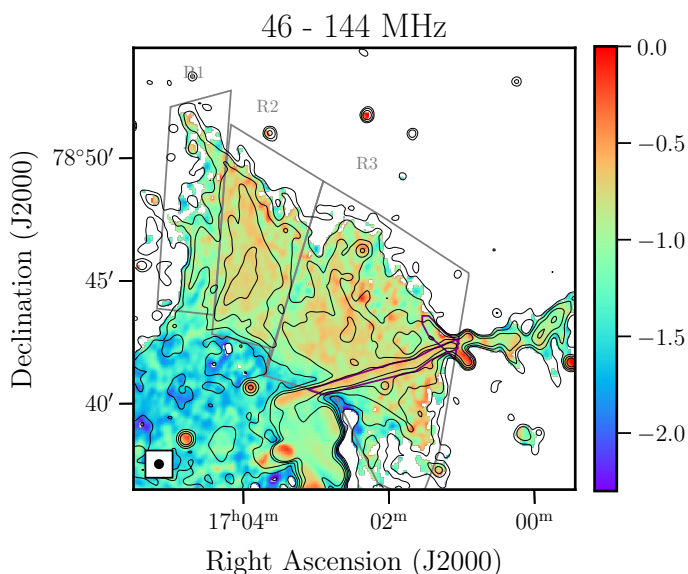 46 - 144 MHz
R1
R2
R3
78°50′
45′
40′
17ʰ04ᵐ
02ᵐ
00ᵐ
Declination (J2000)
Right Ascension (J2000)
0.0
−0.5
−1.0
−1.5
−2.0